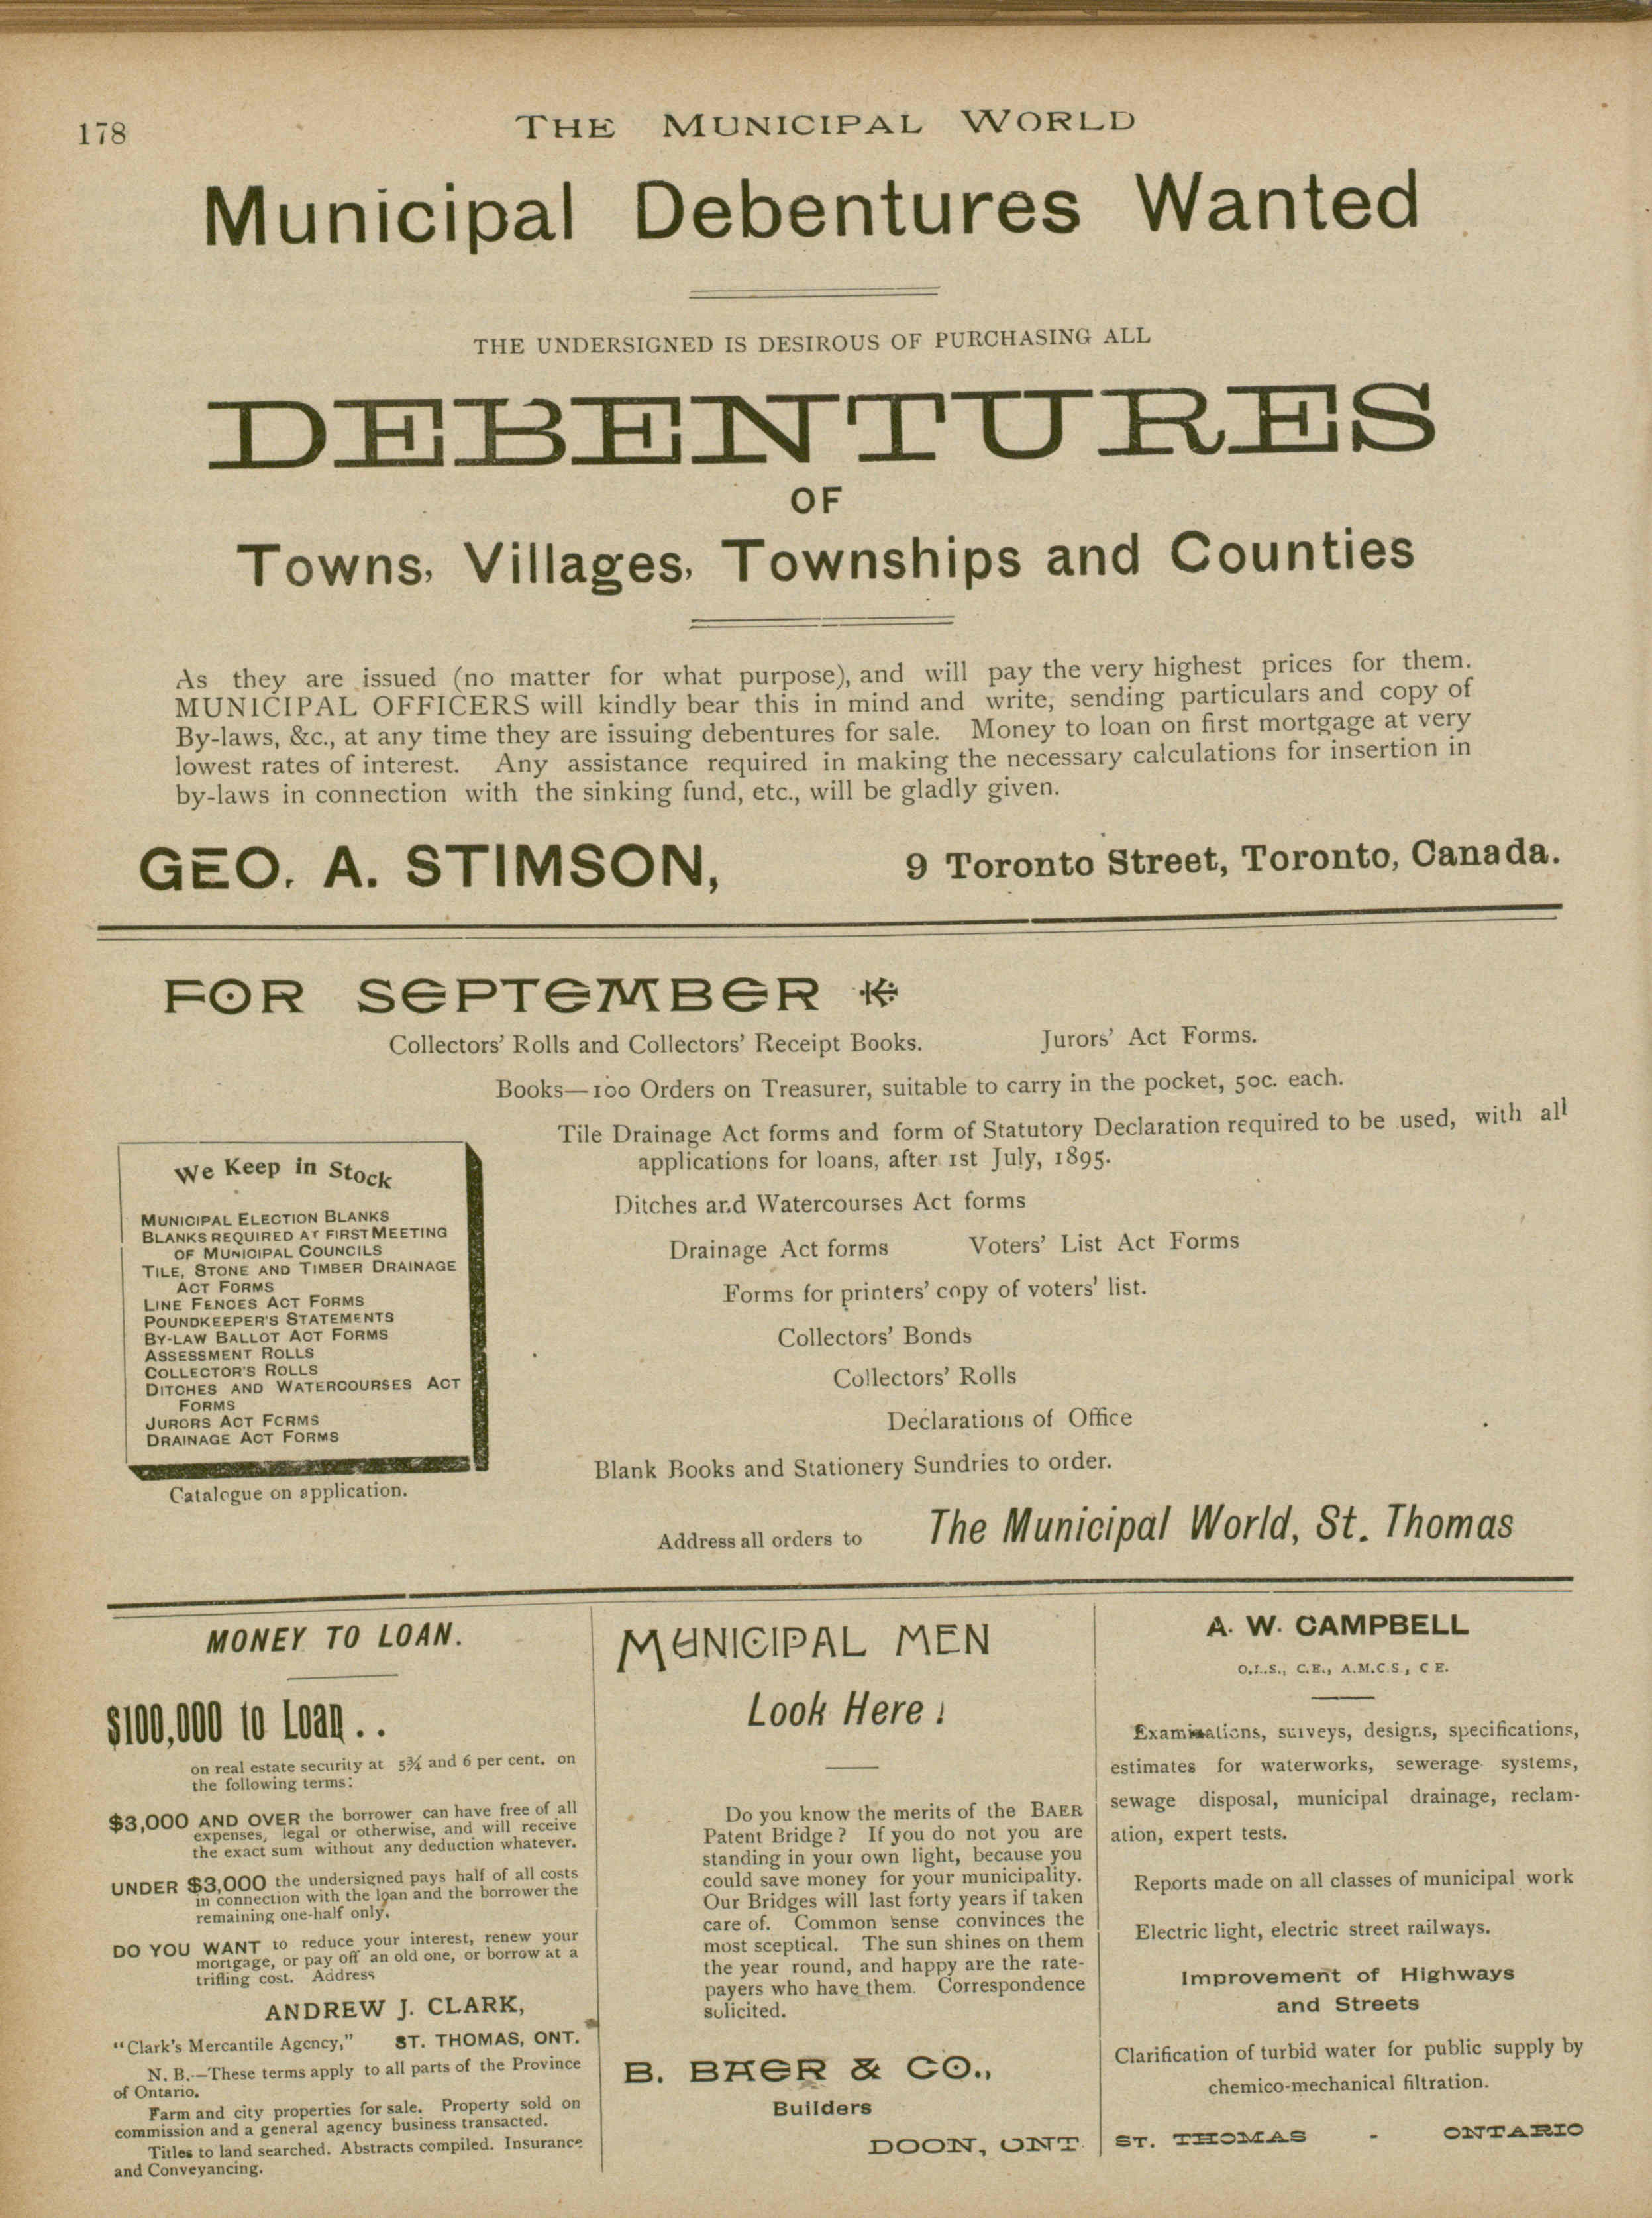 178
THE MUNICIPAL WORLD
Municipal Debentures Wanted
THE UNDERSIGNED IS DESIROUS OF PURCHASING ALL
DEBENTURES
OF
Towns, Villages, Townships and Counties
As they are issued (no matter for what purpose), and will pay the very highest prices for them.
MUNICIPAL OFFICERS will kindly bear this in mind and write, sending particulars and copy of
By-laws, &c., at any time they are issuing debentures for sale. Money to loan on first mortgage at very
lowest rates of interest. Any assistance required in making the necessary calculations for insertion in
by-laws in connection with the sinking fund, etc., will be gladly given.
GEO. A. STIMSON, 9 Toronto Street, Toronto, Canada.
FOR SEPTEMBER
Collectors' Rolls and Collectors' Receipt Books. Jurors' Act Forms.
Books—100 Orders on Treasurer, suitable to carry in the pocket, 50c. each.
Tile Drainage Act forms and form of Statutory Declaration required to be used, with all
applications for loans, after 1st July, 1895.
Ditches and Watercourses Act forms
Drainage Act forms Voters' List Act Forms
Forms for printers' copy of voters' list.
Collectors' Bonds
Collectors' Rolls
Declarations of Office
Blank Books and Stationery Sundries to order.
Address all orders to The Municipal World, St. Thomas
We Keep in Stock
MUNICIPAL ELECTION BLANKS
BLANKS REQUIRED AT FIRST MEETING
OF MUNICIPAL COUNCILS
TILE, STONE AND TIMBER DRAINAGE
ACT FORMS
LINE FENCES ACT FORMS
POUNDKEEPER'S STATEMENTS
BY-LAW BALLOT ACT FORMS
ASSESSMENT ROLLS
COLLECTOR'S ROLLS
DITCHES AND WATERCOURSES ACT
FORMS
JURORS ACT FORMS
DRAINAGE ACT FORMS
Catalogue on application.
MONEY TO LOAN.
$100,000 to Loan . .
on real estate security at 5¾ and 6 per cent. on
the following terms:
$3,000 AND OVER the borrower can have free of all
expenses, legal or otherwise, and will receive
the exact sum without any deduction whatever.
UNDER $3,000 the undersigned pays half of all costs
in connection with the loan and the borrower the
remaining one-half only.
DO YOU WANT to reduce your interest, renew your
mortgage, or pay off an old one, or borrow at a
trifling cost. Address
ANDREW J. CLARK,
"Clark's Mercantile Agency," ST. THOMAS, ONT.
N. B.—These terms apply to all parts of the Province
of Ontario.
Farm and city properties for sale. Property sold on
commission and a general agency business transacted.
Titles to land searched. Abstracts compiled. Insurance
and Conveyancing.
MUNICIPAL MEN
Look Here!
Do you know the merits of the BAER
Patent Bridge? If you do not you are
standing in your own light, because you
could save money for your municipality.
Our Bridges will last forty years if taken
care of. Common sense convinces the
most sceptical. The sun shines on them
the year round, and happy are the rate-
payers who have them. Correspondence
solicited.
B. BAER & CO.,
Builders
DOON, ONT.
A. W. CAMPBELL
O.L.S., C.E., A.M.C.S., C E.
Examinations, surveys, designs, specifications,
estimates for waterworks, sewerage systems,
sewage disposal, municipal drainage, reclam-
ation, expert tests.
Reports made on all classes of municipal work
Electric light, electric street railways.
Improvement of Highways
and Streets
Clarification of turbid water for public supply by
chemico-mechanical filtration.
ST. THOMAS - ONTARIO